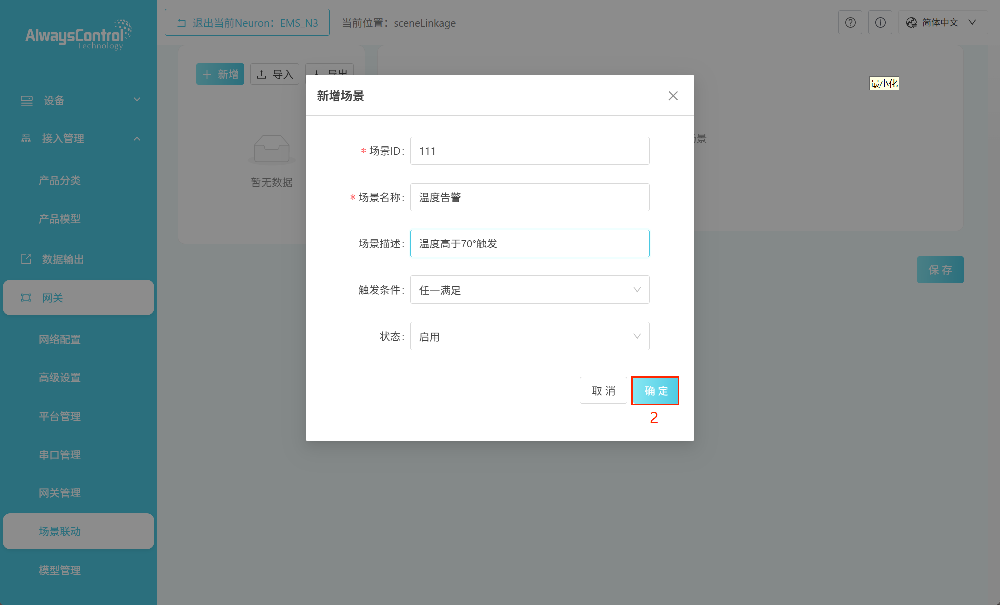 AlwaysControl
Technology
设备
接入管理
产品分类
产品模型
数据输出
网关
网络配置
高级设置
平台管理
串口管理
网关管理
场景联动
模型管理
退出当前Neuron：EMS_N3
当前位置：sceneLinkage
简体中文
新增
导入
导出
暂无数据
最小化
场景
保 存
新增场景
* 场景ID:
111
* 场景名称:
温度告警
场景描述:
温度高于70°触发
触发条件:
任一满足
状态:
启用
取 消
确 定
2